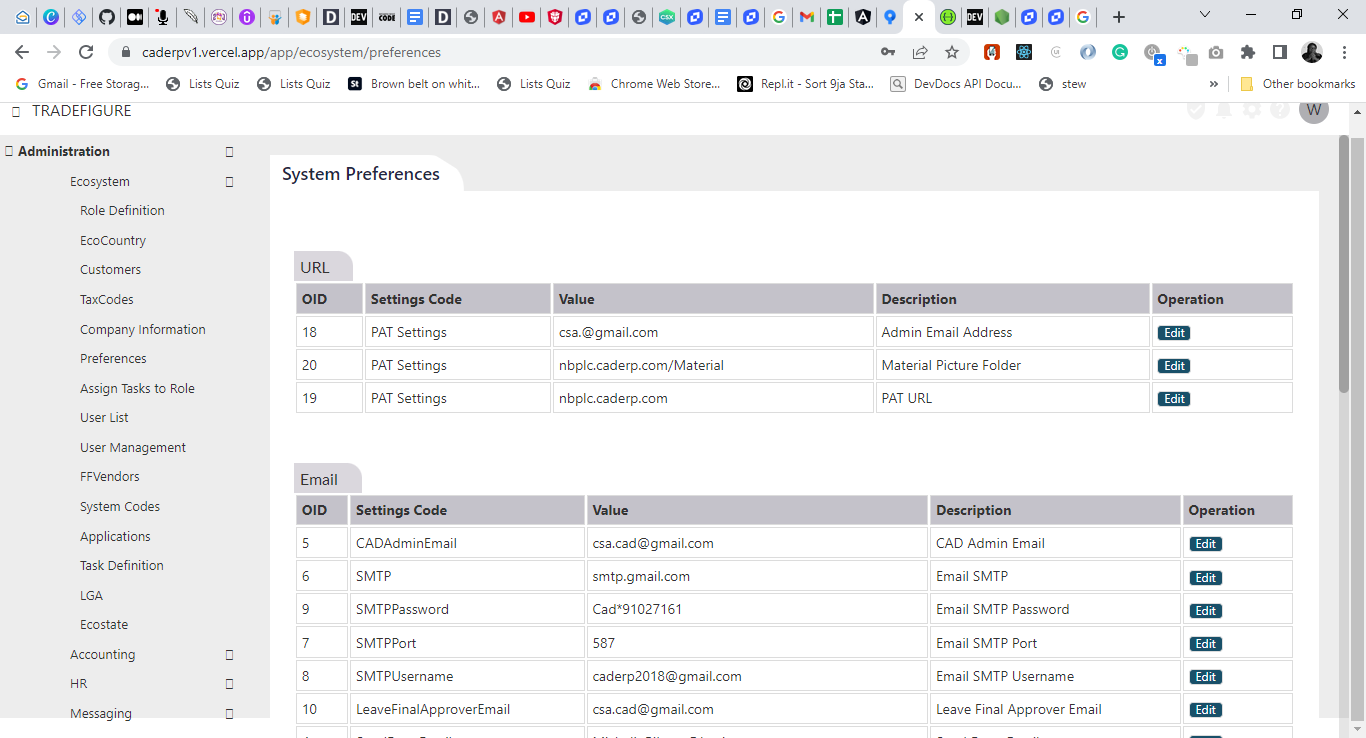 caderpv1.vercel.app/app/ecosystem/preferences
Gmail - Free Storag...
Lists Quiz
Lists Quiz
Brown belt on whit...
Lists Quiz
Chrome Web Store...
Repl.it - Sort 9ja Sta...
DevDocs API Docu...
stew
»
Other bookmarks
TRADEFIGURE
W
Administration
Ecosystem
Role Definition
EcoCountry
Customers
TaxCodes
Company Information
Preferences
Assign Tasks to Role
User List
User Management
FFVendors
System Codes
Applications
Task Definition
LGA
Ecostate
Accounting
HR
Messaging
System Preferences
URL
OID Settings Code Value Description Operation
18 PAT Settings csa.@gmail.com Admin Email Address Edit
20 PAT Settings nbplc.caderp.com/Material Material Picture Folder Edit
19 PAT Settings nbplc.caderp.com PAT URL Edit
Email
OID Settings Code Value Description Operation
5 CADAdminEmail csa.cad@gmail.com CAD Admin Email Edit
6 SMTP smtp.gmail.com Email SMTP Edit
9 SMTPPassword Cad*91027161 Email SMTP Password Edit
7 SMTPPort 587 Email SMTP Port Edit
8 SMTPUsername caderp2018@gmail.com Email SMTP Username Edit
10 LeaveFinalApproverEmail csa.cad@gmail.com Leave Final Approver Email Edit